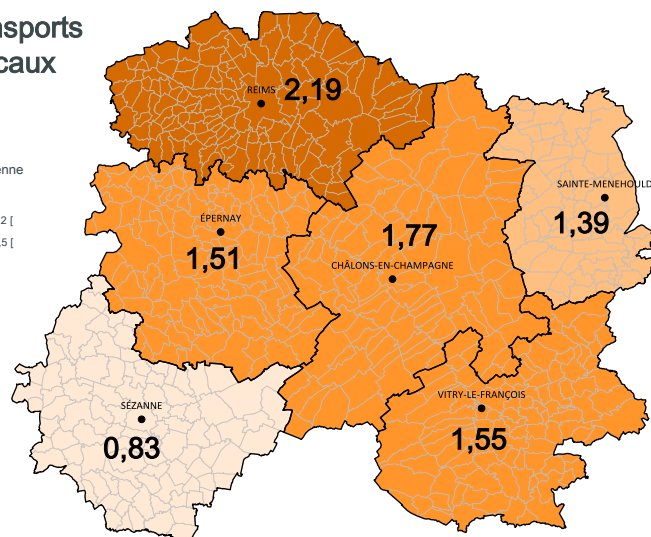 nsports
caux
enne
2 [
5 [
REIMS
2,19
SAINTE-MENEHOULD
1,39
ÉPERNAY
1,51
1,77
CHÂLONS-EN-CHAMPAGNE
SÉZANNE
0,83
VITRY-LE-FRANÇOIS
1,55